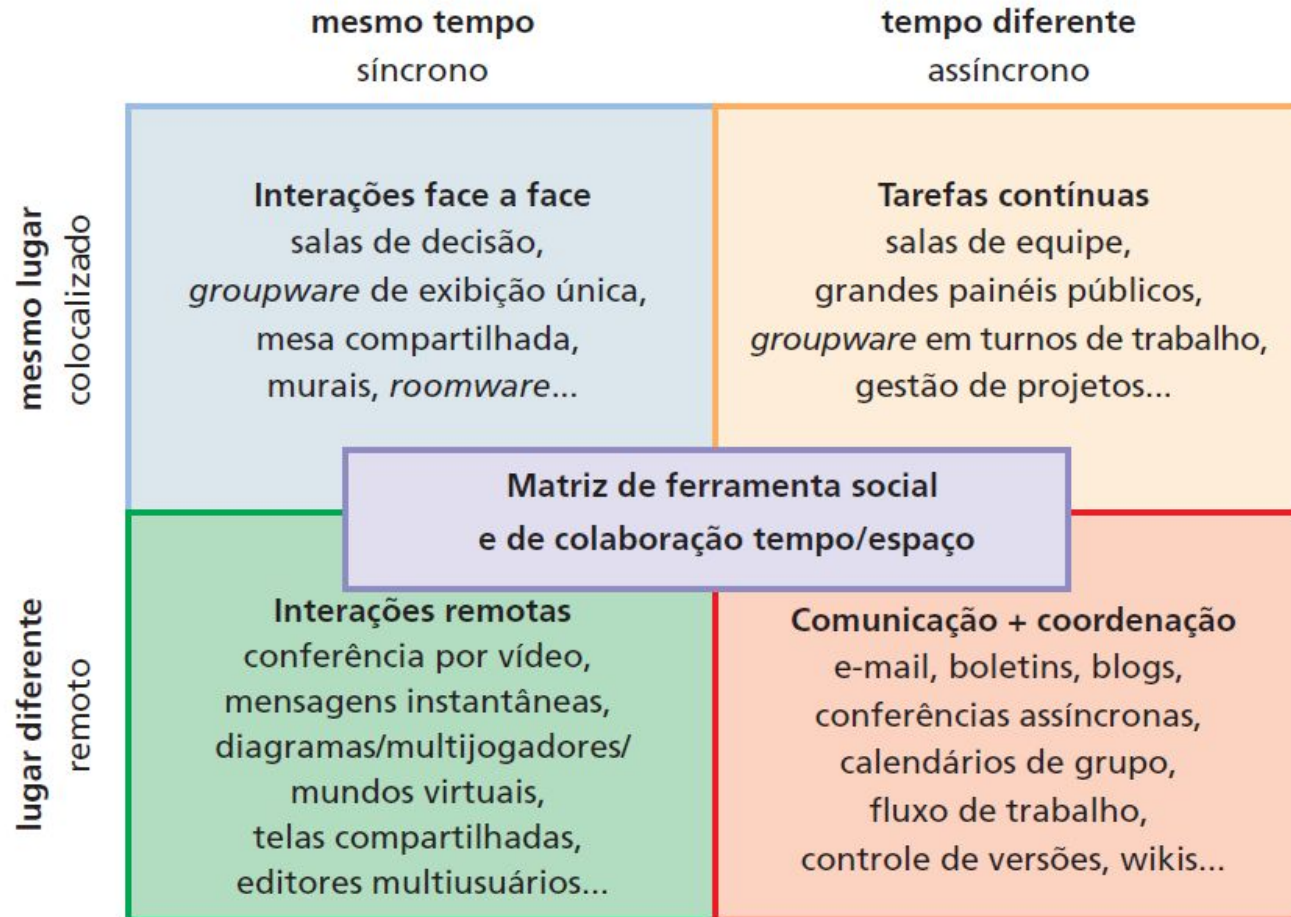 mesmo tempo
síncrono
tempo diferente
assíncrono
mesmo lugar
colocalizado
Interações face a face
salas de decisão,
groupware de exibição única,
mesa compartilhada,
murais, roomware...
Tarefas contínuas
salas de equipe,
grandes painéis públicos,
groupware em turnos de trabalho,
gestão de projetos...
Matriz de ferramenta social
e de colaboração tempo/espaço
lugar diferente
remoto
Interações remotas
conferência por vídeo,
mensagens instantâneas,
diagramas/multijogadores/
mundos virtuais,
telas compartilhadas,
editores multiusuários...
Comunicação + coordenação
e-mail, boletins, blogs,
conferências assíncronas,
calendários de grupo,
fluxo de trabalho,
controle de versões, wikis...